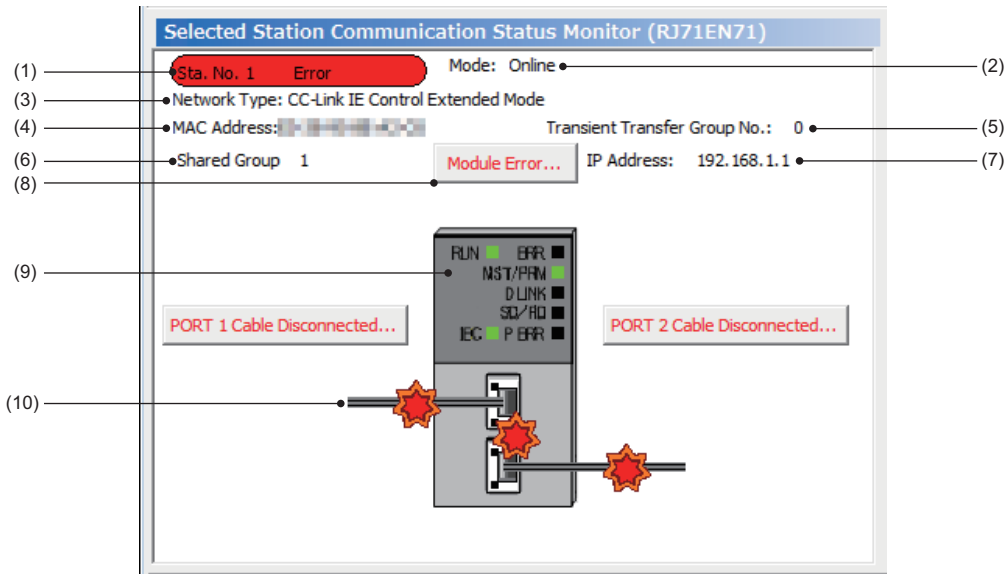 Selected Station Communication Status Monitor (RJ71EN71)
(1) Sta. No. 1 Error Mode: Online (2)
(3) Network Type: CC-Link IE Control Extended Mode
(4) MAC Address: Transient Transfer Group No.: 0 (5)
(6) Shared Group 1 Module Error... IP Address: 192.168.1.1 (7)
(8)
RUN ERR
(9) MST/PRM
D LINK
SD/RD
PORT 1 Cable Disconnected... PORT 2 Cable Disconnected...
IEC P ERR
(10)